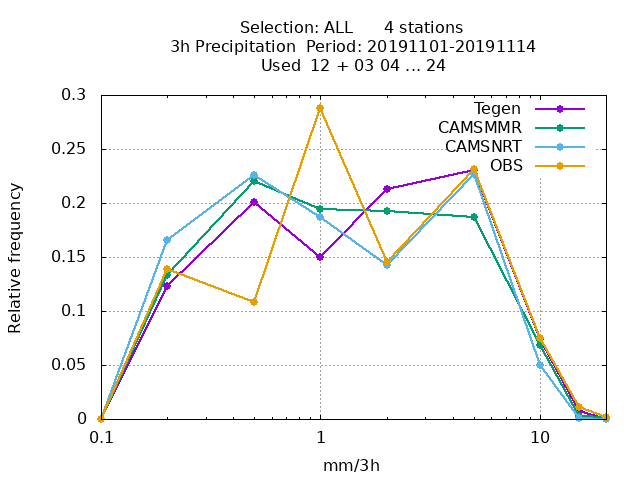 Selection: ALL 4 stations
3h Precipitation Period: 20191101-20191114
Used 12 + 03 04 ... 24
0.3
0.25
0.2
0.15
0.1
0.05
0
Relative frequency
Tegen
CAMSMMR
CAMSNRT
OBS
0.1 1 10
mm/3h